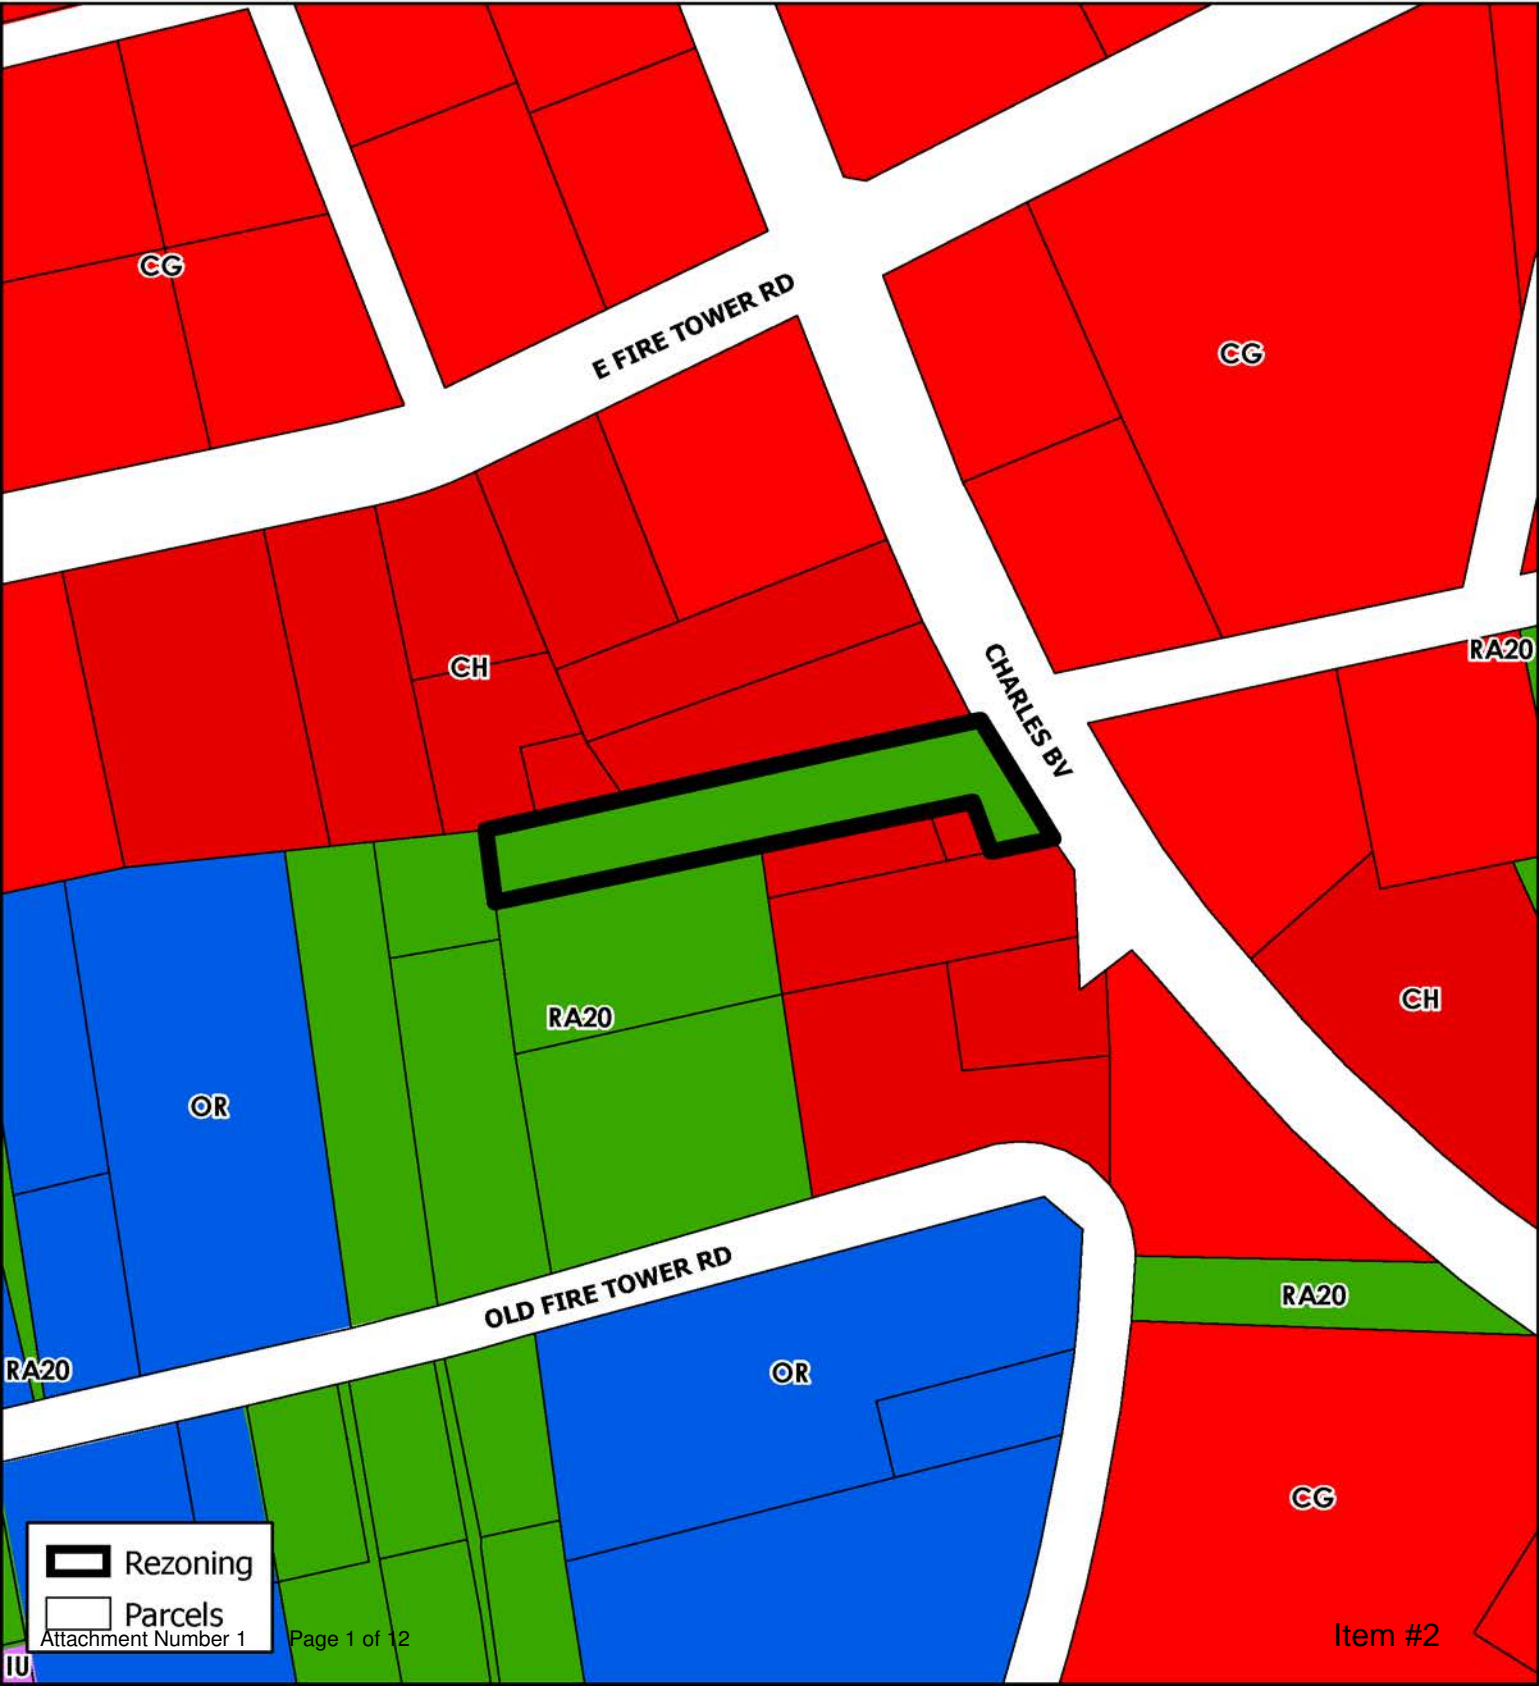 CG
E FIRE TOWER RD
CG
CHARLES BV
RA20
CH
CH
RA20
OR
OLD FIRE TOWER RD
RA20
RA20
OR
CG
Rezoning
Parcels
Attachment Number 1 Page 1 of 12
Item #2
IU